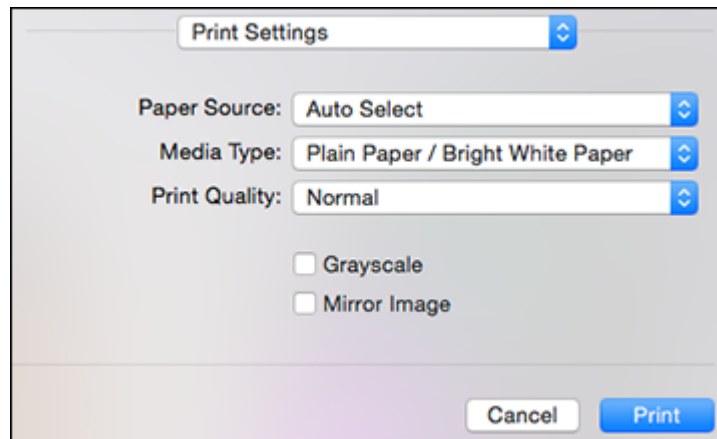 Print Settings
Paper Source: Auto Select
Media Type: Plain Paper / Bright White Paper
Print Quality: Normal
Grayscale
Mirror Image
Cancel Print